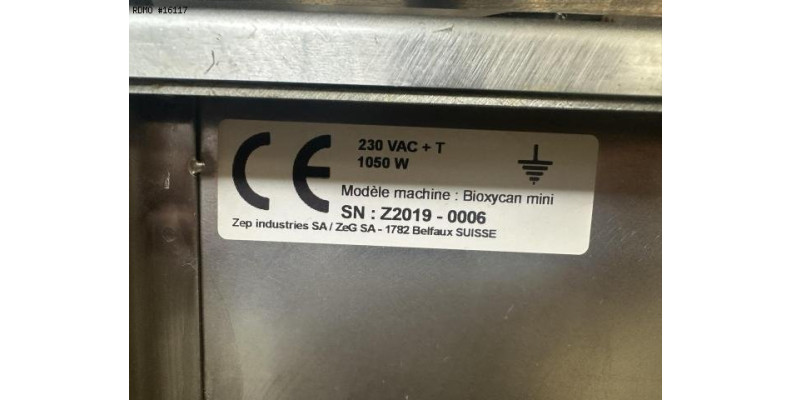 RDMO #16117
CE
230 VAC + T
1050 W
Modèle machine : Bioxycan mini
SN : Z2019 - 0006
Zep industries SA / ZeG SA - 1782 Belfaux SUISSE